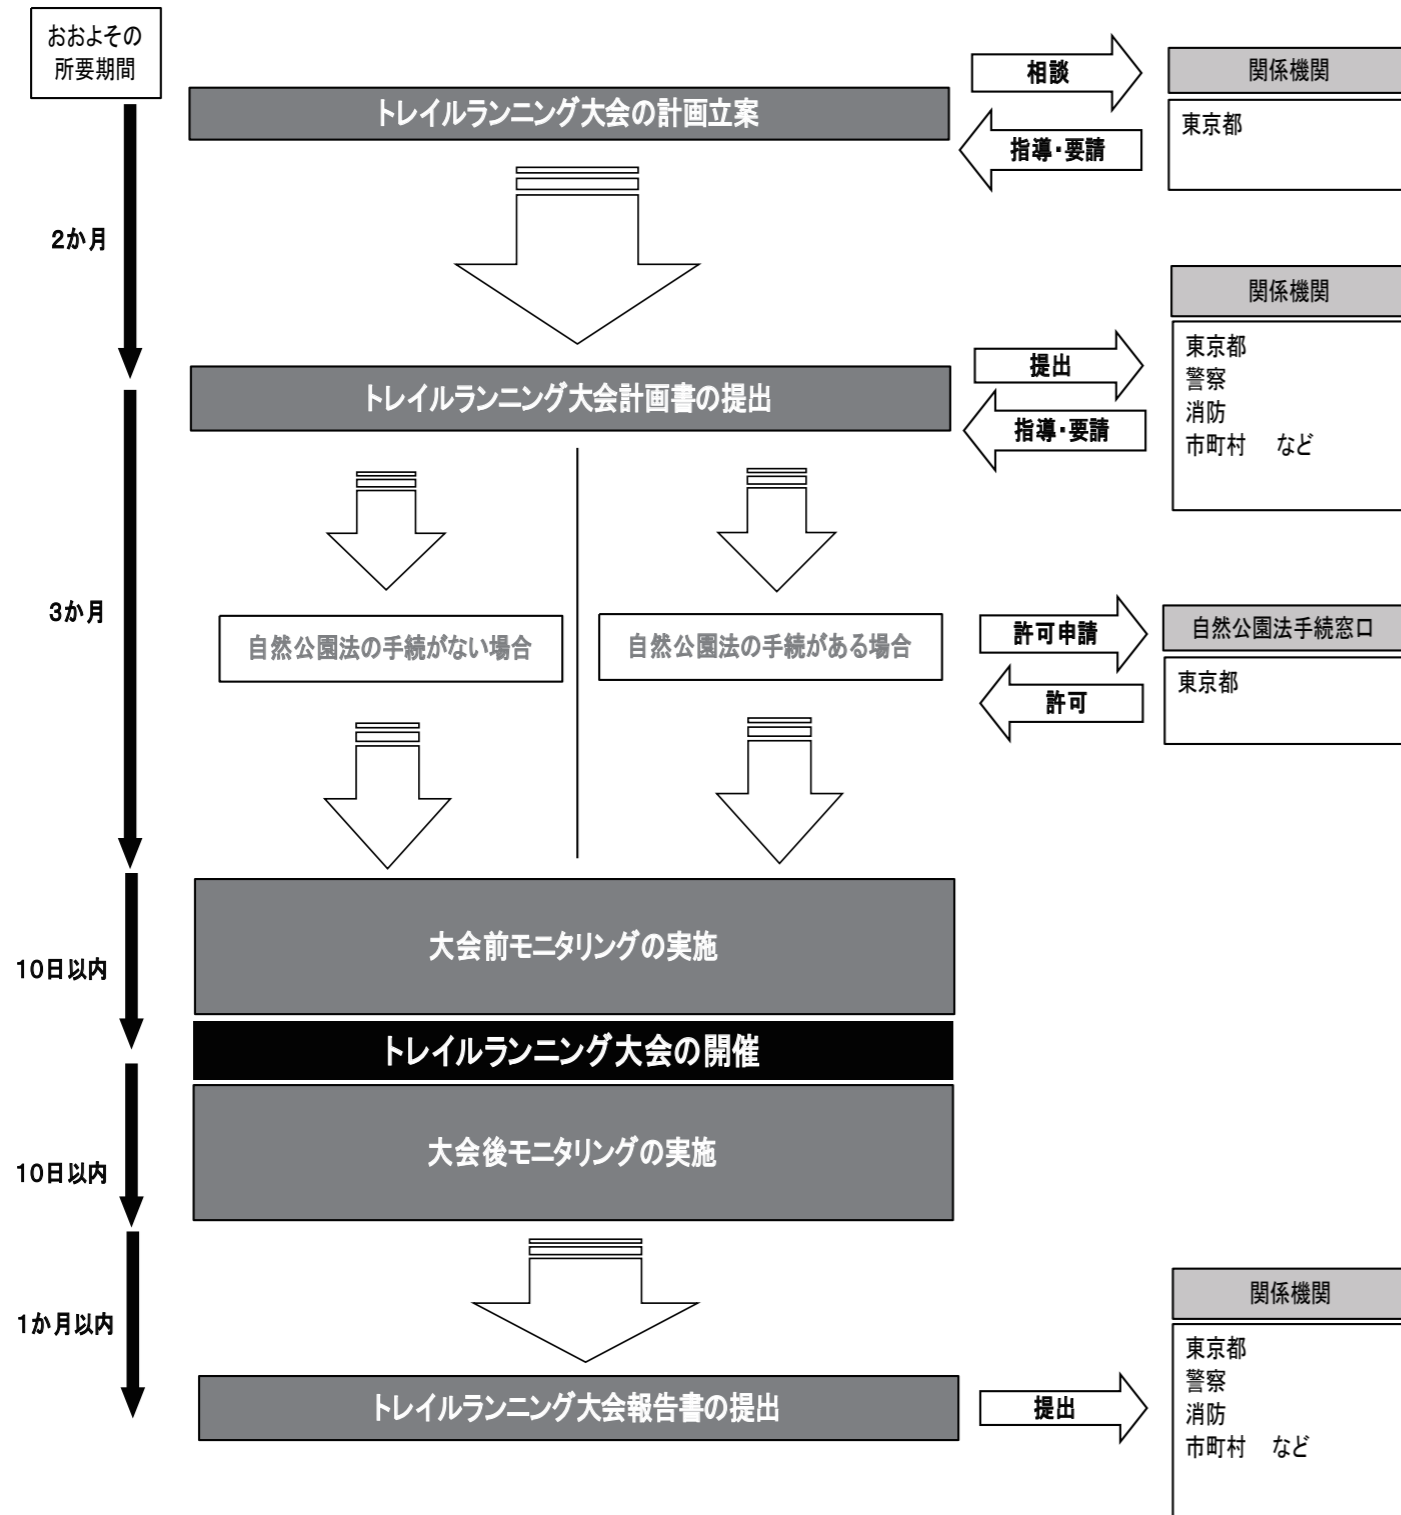 おおよその
所要期間
相談
関係機関
トレイルランニング大会の計画立案
東京都
指導・要請
2か月
関係機関
提出
東京都
警察
消防
市町村　など
トレイルランニング大会計画書の提出
指導・要請
3か月
自然公園法の手続がない場合
自然公園法の手続がある場合
許可申請
自然公園法手続窓口
許可
東京都
大会前モニタリングの実施
10日以内
トレイルランニング大会の開催
大会後モニタリングの実施
10日以内
関係機関
1か月以内
トレイルランニング大会報告書の提出
提出
東京都
警察
消防
市町村　など